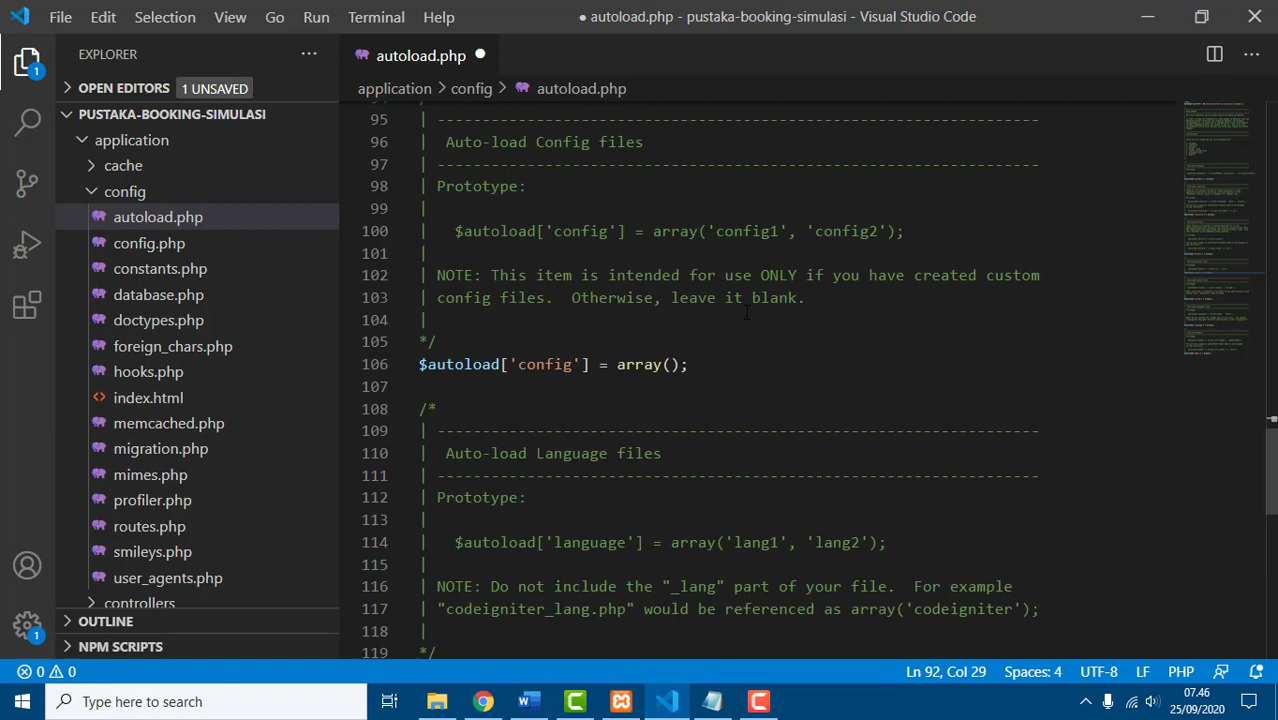 File Edit Selection View Go Run Terminal Help ● autoload.php - pustaka-booking-simulasi - Visual Studio Code
EXPLORER
OPEN EDITORS 1 UNSAVED
PUSTAKA-BOOKING-SIMULASI
application
cache
config
autoload.php
config.php
constants.php
database.php
doctypes.php
foreign_chars.php
hooks.php
index.html
memcached.php
migration.php
mimes.php
profiler.php
routes.php
smileys.php
user_agents.php
controllers
OUTLINE
NPM SCRIPTS
1
1
autoload.php
application > config > autoload.php
95 | -------------------------------------------------------------------
96 | Auto-load Config files
97 | -------------------------------------------------------------------
98 | Prototype:
99 |
100 | $autoload['config'] = array('config1', 'config2');
101 |
102 | NOTE: This item is intended for use ONLY if you have created custom
103 | config files.  Otherwise, leave it blank.
104 |
105 */
106 $autoload['config'] = array();
107
108 /*
109 | -------------------------------------------------------------------
110 | Auto-load Language files
111 | -------------------------------------------------------------------
112 | Prototype:
113 |
114 | $autoload['language'] = array('lang1', 'lang2');
115 |
116 | NOTE: Do not include the "_lang" part of your file.  For example
117 | "codeigniter_lang.php" would be referenced as array('codeigniter');
118 |
119 */
0 0 Ln 92, Col 29 Spaces: 4 UTF-8 LF PHP
Type here to search
07.46
25/09/2020